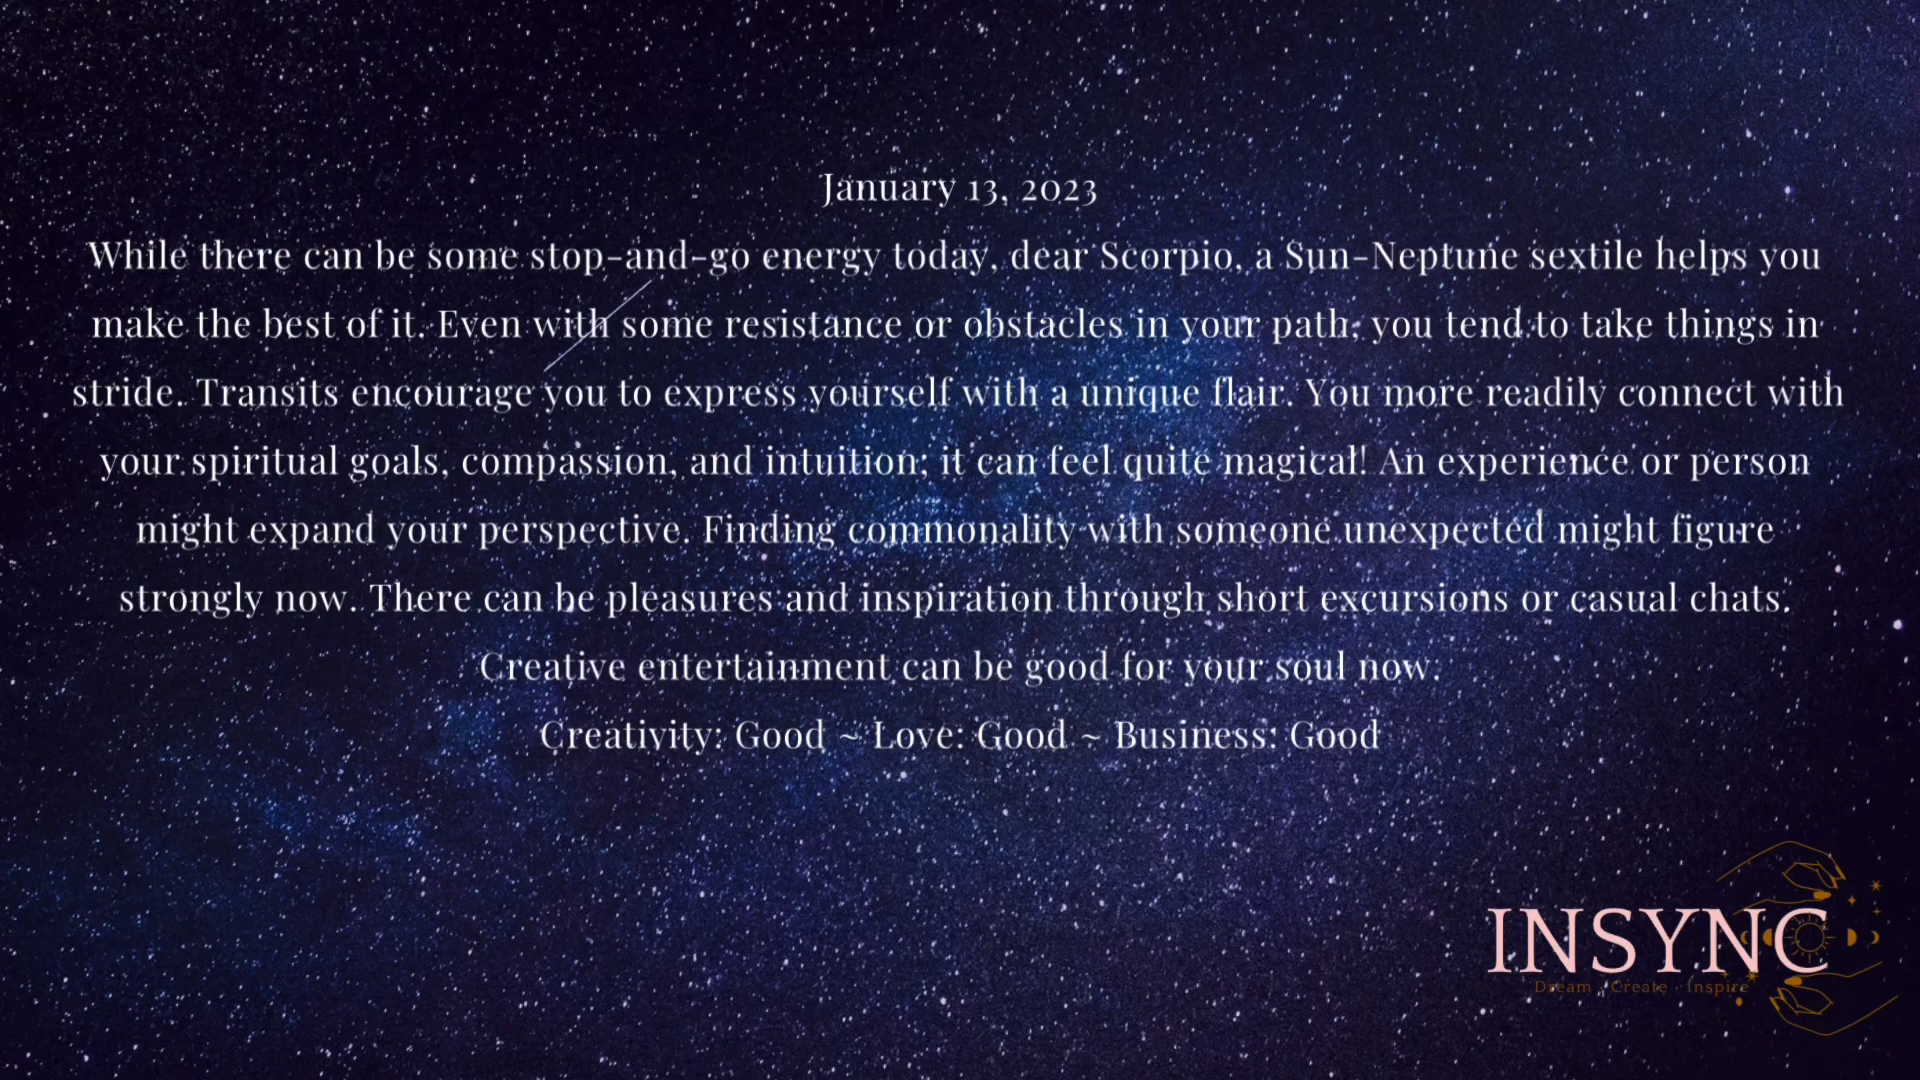 January 13, 2023
While there can be some stop-and-go energy today, dear Scorpio, a Sun-Neptune sextile helps you
make the best of it. Even with some resistance or obstacles in your path, you tend to take things in
stride. Transits encourage you to express yourself with a unique flair. You more readily connect with
your spiritual goals, compassion, and intuition; it can feel quite magical! An experience or person
might expand your perspective. Finding commonality with someone unexpected might figure
strongly now. There can be pleasures and inspiration through short excursions or casual chats.
Creative entertainment can be good for your soul now.
Creativity: Good ~ Love: Good ~ Business: Good
INSYNC
Dream · Create · Inspire